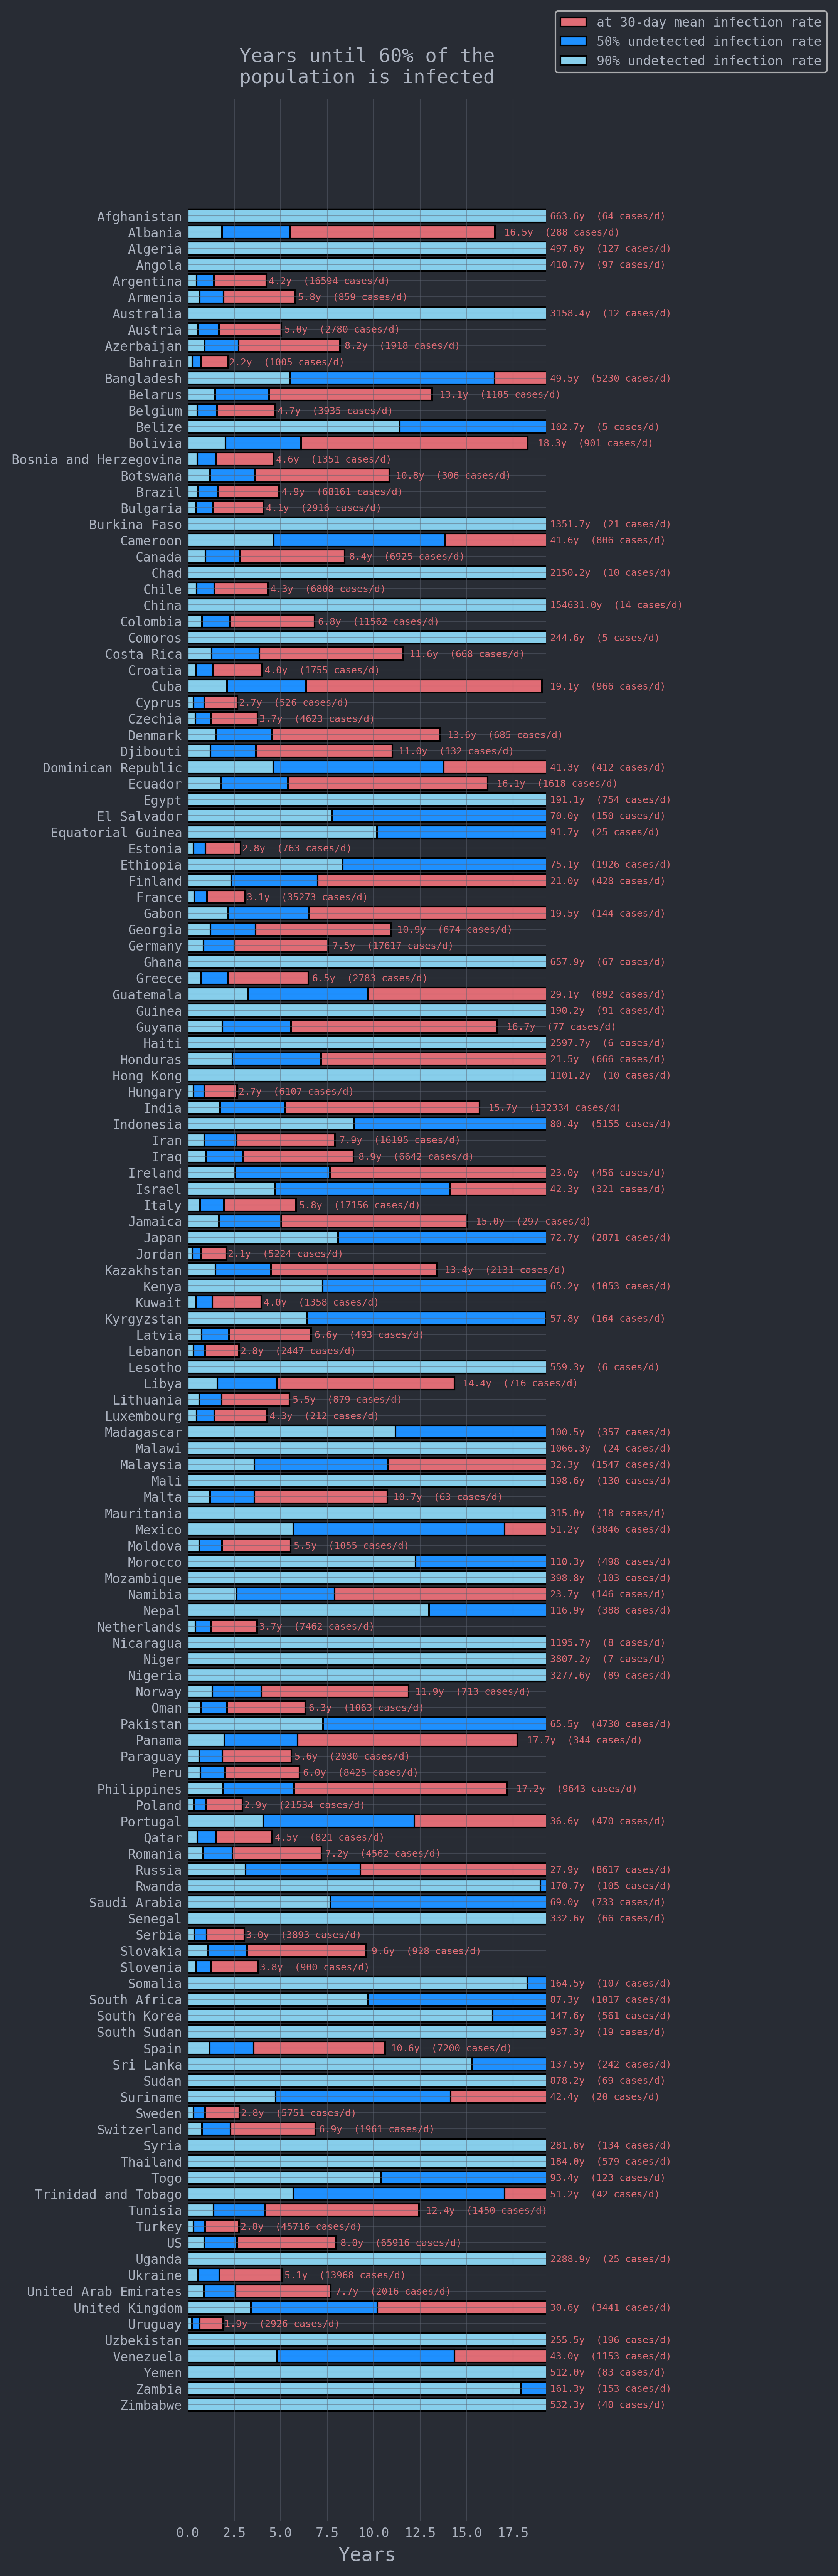 at 30-day mean infection rate
50% undetected infection rate
90% undetected infection rate
Years until 60% of the
population is infected
Afghanistan 663.6y (64 cases/d)
Albania 16.5y (288 cases/d)
Algeria 497.6y (127 cases/d)
Angola 410.7y (97 cases/d)
Argentina 4.2y (16594 cases/d)
Armenia 5.8y (859 cases/d)
Australia 3158.4y (12 cases/d)
Austria 5.0y (2780 cases/d)
Azerbaijan 8.2y (1918 cases/d)
Bahrain 2.2y (1005 cases/d)
Bangladesh 49.5y (5230 cases/d)
Belarus 13.1y (1185 cases/d)
Belgium 4.7y (3935 cases/d)
Belize 102.7y (5 cases/d)
Bolivia 18.3y (901 cases/d)
Bosnia and Herzegovina 4.6y (1351 cases/d)
Botswana 10.8y (306 cases/d)
Brazil 4.9y (68161 cases/d)
Bulgaria 4.1y (2916 cases/d)
Burkina Faso 1351.7y (21 cases/d)
Cameroon 41.6y (806 cases/d)
Canada 8.4y (6925 cases/d)
Chad 2150.2y (10 cases/d)
Chile 4.3y (6808 cases/d)
China 154631.0y (14 cases/d)
Colombia 6.8y (11562 cases/d)
Comoros 244.6y (5 cases/d)
Costa Rica 11.6y (668 cases/d)
Croatia 4.0y (1755 cases/d)
Cuba 19.1y (966 cases/d)
Cyprus 2.7y (526 cases/d)
Czechia 3.7y (4623 cases/d)
Denmark 13.6y (685 cases/d)
Djibouti 11.0y (132 cases/d)
Dominican Republic 41.3y (412 cases/d)
Ecuador 16.1y (1618 cases/d)
Egypt 191.1y (754 cases/d)
El Salvador 70.0y (150 cases/d)
Equatorial Guinea 91.7y (25 cases/d)
Estonia 2.8y (763 cases/d)
Ethiopia 75.1y (1926 cases/d)
Finland 21.0y (428 cases/d)
France 3.1y (35273 cases/d)
Gabon 19.5y (144 cases/d)
Georgia 10.9y (674 cases/d)
Germany 7.5y (17617 cases/d)
Ghana 657.9y (67 cases/d)
Greece 6.5y (2783 cases/d)
Guatemala 29.1y (892 cases/d)
Guinea 190.2y (91 cases/d)
Guyana 16.7y (77 cases/d)
Haiti 2597.7y (6 cases/d)
Honduras 21.5y (666 cases/d)
Hong Kong 1101.2y (10 cases/d)
Hungary 2.7y (6107 cases/d)
India 15.7y (132334 cases/d)
Indonesia 80.4y (5155 cases/d)
Iran 7.9y (16195 cases/d)
Iraq 8.9y (6642 cases/d)
Ireland 23.0y (456 cases/d)
Israel 42.3y (321 cases/d)
Italy 5.8y (17156 cases/d)
Jamaica 15.0y (297 cases/d)
Japan 72.7y (2871 cases/d)
Jordan 2.1y (5224 cases/d)
Kazakhstan 13.4y (2131 cases/d)
Kenya 65.2y (1053 cases/d)
Kuwait 4.0y (1358 cases/d)
Kyrgyzstan 57.8y (164 cases/d)
Latvia 6.6y (493 cases/d)
Lebanon 2.8y (2447 cases/d)
Lesotho 559.3y (6 cases/d)
Libya 14.4y (716 cases/d)
Lithuania 5.5y (879 cases/d)
Luxembourg 4.3y (212 cases/d)
Madagascar 100.5y (357 cases/d)
Malawi 1066.3y (24 cases/d)
Malaysia 32.3y (1547 cases/d)
Mali 198.6y (130 cases/d)
Malta 10.7y (63 cases/d)
Mauritania 315.0y (18 cases/d)
Mexico 51.2y (3846 cases/d)
Moldova 5.5y (1055 cases/d)
Morocco 110.3y (498 cases/d)
Mozambique 398.8y (103 cases/d)
Namibia 23.7y (146 cases/d)
Nepal 116.9y (388 cases/d)
Netherlands 3.7y (7462 cases/d)
Nicaragua 1195.7y (8 cases/d)
Niger 3807.2y (7 cases/d)
Nigeria 3277.6y (89 cases/d)
Norway 11.9y (713 cases/d)
Oman 6.3y (1063 cases/d)
Pakistan 65.5y (4730 cases/d)
Panama 17.7y (344 cases/d)
Paraguay 5.6y (2030 cases/d)
Peru 6.0y (8425 cases/d)
Philippines 17.2y (9643 cases/d)
Poland 2.9y (21534 cases/d)
Portugal 36.6y (470 cases/d)
Qatar 4.5y (821 cases/d)
Romania 7.2y (4562 cases/d)
Russia 27.9y (8617 cases/d)
Rwanda 170.7y (105 cases/d)
Saudi Arabia 69.0y (733 cases/d)
Senegal 332.6y (66 cases/d)
Serbia 3.0y (3893 cases/d)
Slovakia 9.6y (928 cases/d)
Slovenia 3.8y (900 cases/d)
Somalia 164.5y (107 cases/d)
South Africa 87.3y (1017 cases/d)
South Korea 147.6y (561 cases/d)
South Sudan 937.3y (19 cases/d)
Spain 10.6y (7200 cases/d)
Sri Lanka 137.5y (242 cases/d)
Sudan 878.2y (69 cases/d)
Suriname 42.4y (20 cases/d)
Sweden 2.8y (5751 cases/d)
Switzerland 6.9y (1961 cases/d)
Syria 281.6y (134 cases/d)
Thailand 184.0y (579 cases/d)
Togo 93.4y (123 cases/d)
Trinidad and Tobago 51.2y (42 cases/d)
Tunisia 12.4y (1450 cases/d)
Turkey 2.8y (45716 cases/d)
US 8.0y (65916 cases/d)
Uganda 2288.9y (25 cases/d)
Ukraine 5.1y (13968 cases/d)
United Arab Emirates 7.7y (2016 cases/d)
United Kingdom 30.6y (3441 cases/d)
Uruguay 1.9y (2926 cases/d)
Uzbekistan 255.5y (196 cases/d)
Venezuela 43.0y (1153 cases/d)
Yemen 512.0y (83 cases/d)
Zambia 161.3y (153 cases/d)
Zimbabwe 532.3y (40 cases/d)
0.0 2.5 5.0 7.5 10.0 12.5 15.0 17.5
Years